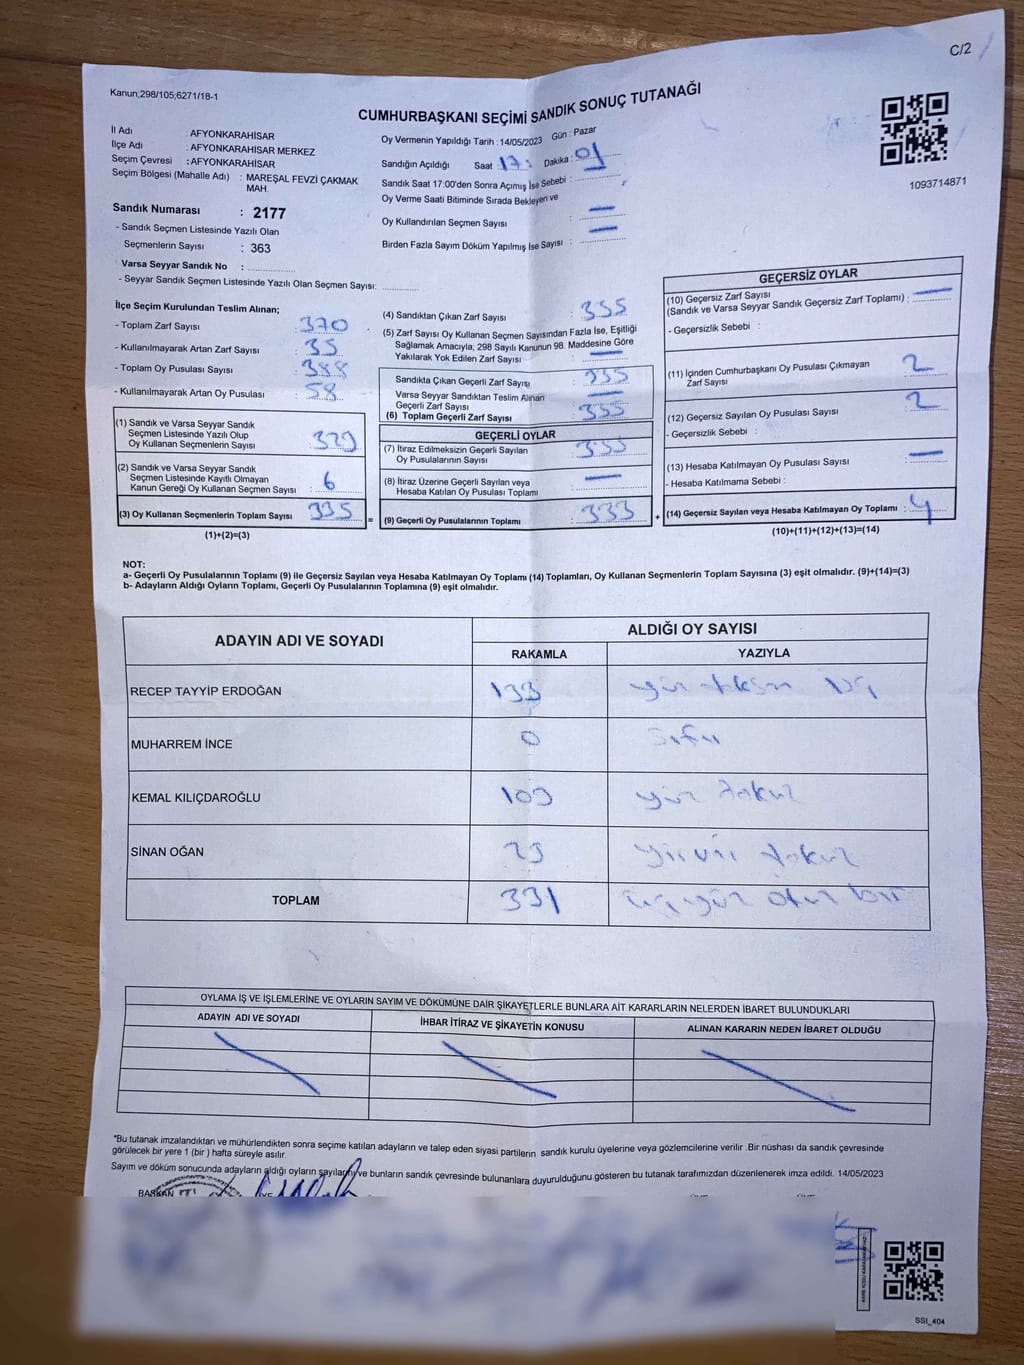 C/2
Kanun;298/105;6271/18-1
CUMHURBAŞKANI SEÇİMİ SANDIK SONUÇ TUTANAĞI
1093714871
İl Adı : AFYONKARAHİSAR
İlçe Adı : AFYONKARAHİSAR MERKEZ
Seçim Çevresi : AFYONKARAHİSAR
Seçim Bölgesi (Mahalle Adı) : MAREŞAL FEVZİ ÇAKMAK
MAH.
Sandık Numarası : 2177
- Sandık Seçmen Listesinde Yazılı Olan
Seçmenlerin Sayısı : 363
Varsa Seyyar Sandık No :
- Seyyar Sandık Seçmen Listesinde Yazılı Olan Seçmen Sayısı:
Oy Vermenin Yapıldığı Tarih : 14/05/2023 Gün : Pazar
Sandığın Açıldığı Saat : 17 : Dakika : 01
Sandık Saat 17:00'den Sonra Açımış İse Sebebi :
Oy Verme Saati Bitiminde Sırada Bekleyen ve
Oy Kullandırılan Seçmen Sayısı : —
Birden Fazla Sayım Döküm Yapılmış İse Sayısı : —
İlçe Seçim Kurulundan Teslim Alınan;
- Toplam Zarf Sayısı : 370
- Kullanılmayarak Artan Zarf Sayısı : 35
- Toplam Oy Pusulası Sayısı : 388
- Kullanılmayarak Artan Oy Pusulası : 58
(1) Sandık ve Varsa Seyyar Sandık
Seçmen Listesinde Yazılı Olup
Oy Kullanan Seçmenlerin Sayısı : 329
(2) Sandık ve Varsa Seyyar Sandık
Seçmen Listesinde Kayıtlı Olmayan
Kanun Gereği Oy Kullanan Seçmen Sayısı : 6
(3) Oy Kullanan Seçmenlerin Toplam Sayısı : 335 =
(1)+(2)=(3)
(4) Sandıktan Çıkan Zarf Sayısı : 335
(5) Zarf Sayısı Oy Kullanan Seçmen Sayısından Fazla İse, Eşitliği
Sağlamak Amacıyla; 298 Sayılı Kanunun 98. Maddesine Göre
Yakılarak Yok Edilen Zarf Sayısı : —
Sandıkta Çıkan Geçerli Zarf Sayısı : 335
Varsa Seyyar Sandıktan Teslim Alınan
Geçerli Zarf Sayısı : —
(6) Toplam Geçerli Zarf Sayısı : 335
GEÇERLİ OYLAR
(7) İtiraz Edilmeksizin Geçerli Sayılan
Oy Pusulalarının Sayısı :
(8) İtiraz Üzerine Geçerli Sayılan veya
Hesaba Katılan Oy Pusulası Toplamı : —
(9) Geçerli Oy Pusulalarının Toplamı : 333 +
GEÇERSİZ OYLAR
(10) Geçersiz Zarf Sayısı
(Sandık ve Varsa Seyyar Sandık Geçersiz Zarf Toplamı) : —
- Geçersizlik Sebebi :
(11) İçinden Cumhurbaşkanı Oy Pusulası Çıkmayan
Zarf Sayısı : 2
(12) Geçersiz Sayılan Oy Pusulası Sayısı : 2
- Geçersizlik Sebebi :
(13) Hesaba Katılmayan Oy Pusulası Sayısı : —
- Hesaba Katılmama Sebebi :
(14) Geçersiz Sayılan veya Hesaba Katılmayan Oy Toplamı : 4
(10)+(11)+(12)+(13)=(14)
NOT:
a- Geçerli Oy Pusulalarının Toplamı (9) ile Geçersiz Sayılan veya Hesaba Katılmayan Oy Toplamı (14) Toplamları, Oy Kullanan Seçmenlerin Toplam Sayısına (3) eşit olmalıdır. (9)+(14)=(3)
b- Adayların Aldığı Oyların Toplamı, Geçerli Oy Pusulalarının Toplamına (9) eşit olmalıdır.
ADAYIN ADI VE SOYADI ALDIĞI OY SAYISI
RAKAMLA YAZIYLA
RECEP TAYYİP ERDOĞAN yüz
MUHARREM İNCE 0 Sıfır
KEMAL KILIÇDAROĞLU 109 yüz dokuz
SİNAN OĞAN yirmi dokuz
TOPLAM 331 üçyüz otuz bir
OYLAMA İŞ VE İŞLEMLERİNE VE OYLARIN SAYIM VE DÖKÜMÜNE DAİR ŞİKAYETLERLE BUNLARA AİT KARARLARIN NELERDEN İBARET BULUNDUKLARI
ADAYIN ADI VE SOYADI İHBAR İTİRAZ VE ŞİKAYETİN KONUSU ALINAN KARARIN NEDEN İBARET OLDUĞU
*Bu tutanak imzalandıktan ve mühürlendikten sonra seçime katılan adayların ve talep eden siyasi partilerin sandık kurulu üyelerine veya gözlemcilerine verilir .Bir nüshası da sandık çevresinde
görülecek bir yere 1 (bir ) hafta süreyle asılır.
Sayım ve döküm sonucunda adayların aldığı oyların sayıları ve bunların sandık çevresinde bulunanlara duyurulduğunu gösteren bu tutanak tarafımızdan düzenlenerek imza edildi. 14/05/2023
BAŞKAN
SSI_404